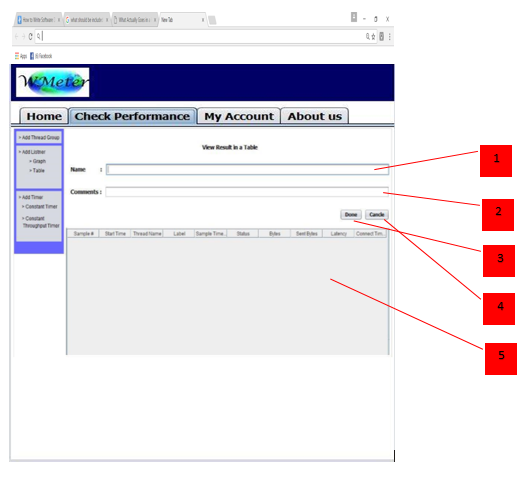 How to Write Software
what should be includ
What Actually Goes in
New Tab
Apps
Facebook
WMeter
Home Check Performance My Account About us
» Add Thread Group
» Add Listner
» Graph
» Table
» Add Timer
» Constant Timer
» Constant
Throughput Timer
View Result in a Table
Name :
Comments :
Done Cancle
Sample # Start Time Thread Name Label Sample Time... Status Bytes Sent Bytes Latency Connect Tim...
1
2
3
4
5